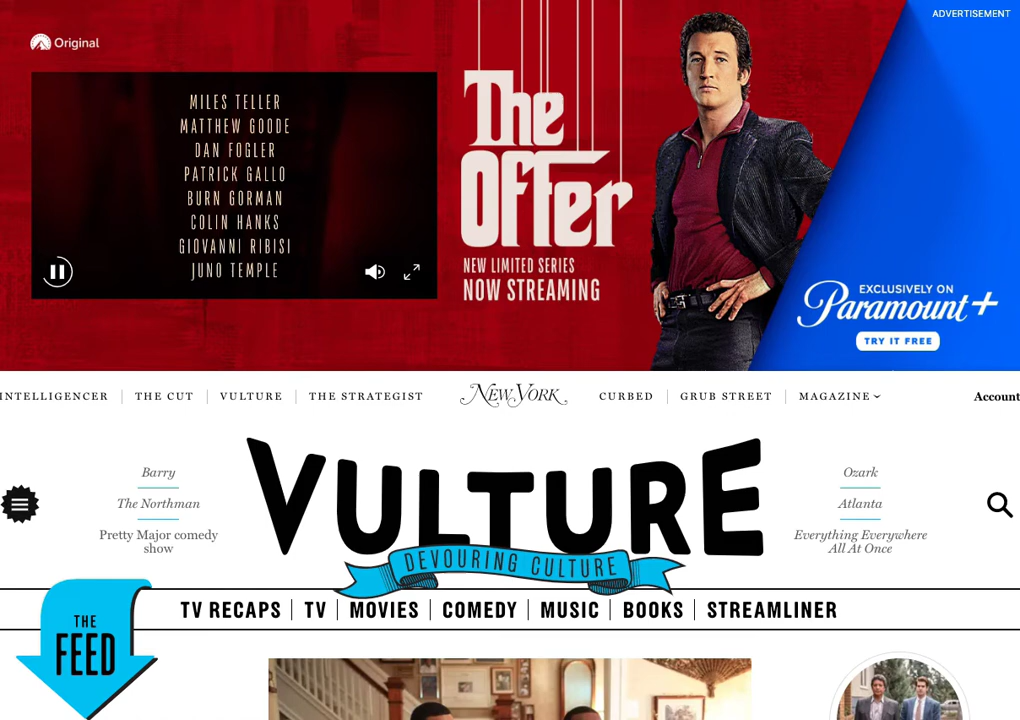 ADVERTISEMENT
Original
MILES TELLER
MATTHEW GOODE
DAN FOGLER
PATRICK GALLO
BURN GORMAN
COLIN HANKS
GIOVANNI RIBISI
JUNO TEMPLE
The
Offer
NEW LIMITED SERIES
NOW STREAMING
EXCLUSIVELY ON
Paramount+
TRY IT FREE
INTELLIGENCER THE CUT VULTURE THE STRATEGIST NEW YORK CURBED GRUB STREET MAGAZINE Account
Barry
The Northman
Pretty Major comedy
show
VULTURE
DEVOURING CULTURE
Ozark
Atlanta
Everything Everywhere
All At Once
TV RECAPS TV MOVIES COMEDY MUSIC BOOKS STREAMLINER
THE
FEED